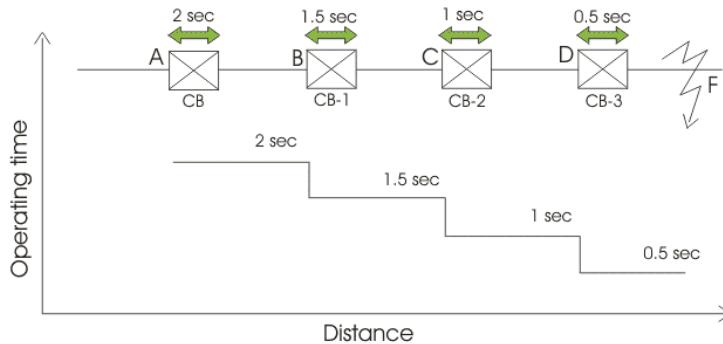 2 sec 1.5 sec 1 sec 0.5 sec
A B C D F
CB CB-1 CB-2 CB-3
2 sec
1.5 sec
1 sec
0.5 sec
Operating time
Distance